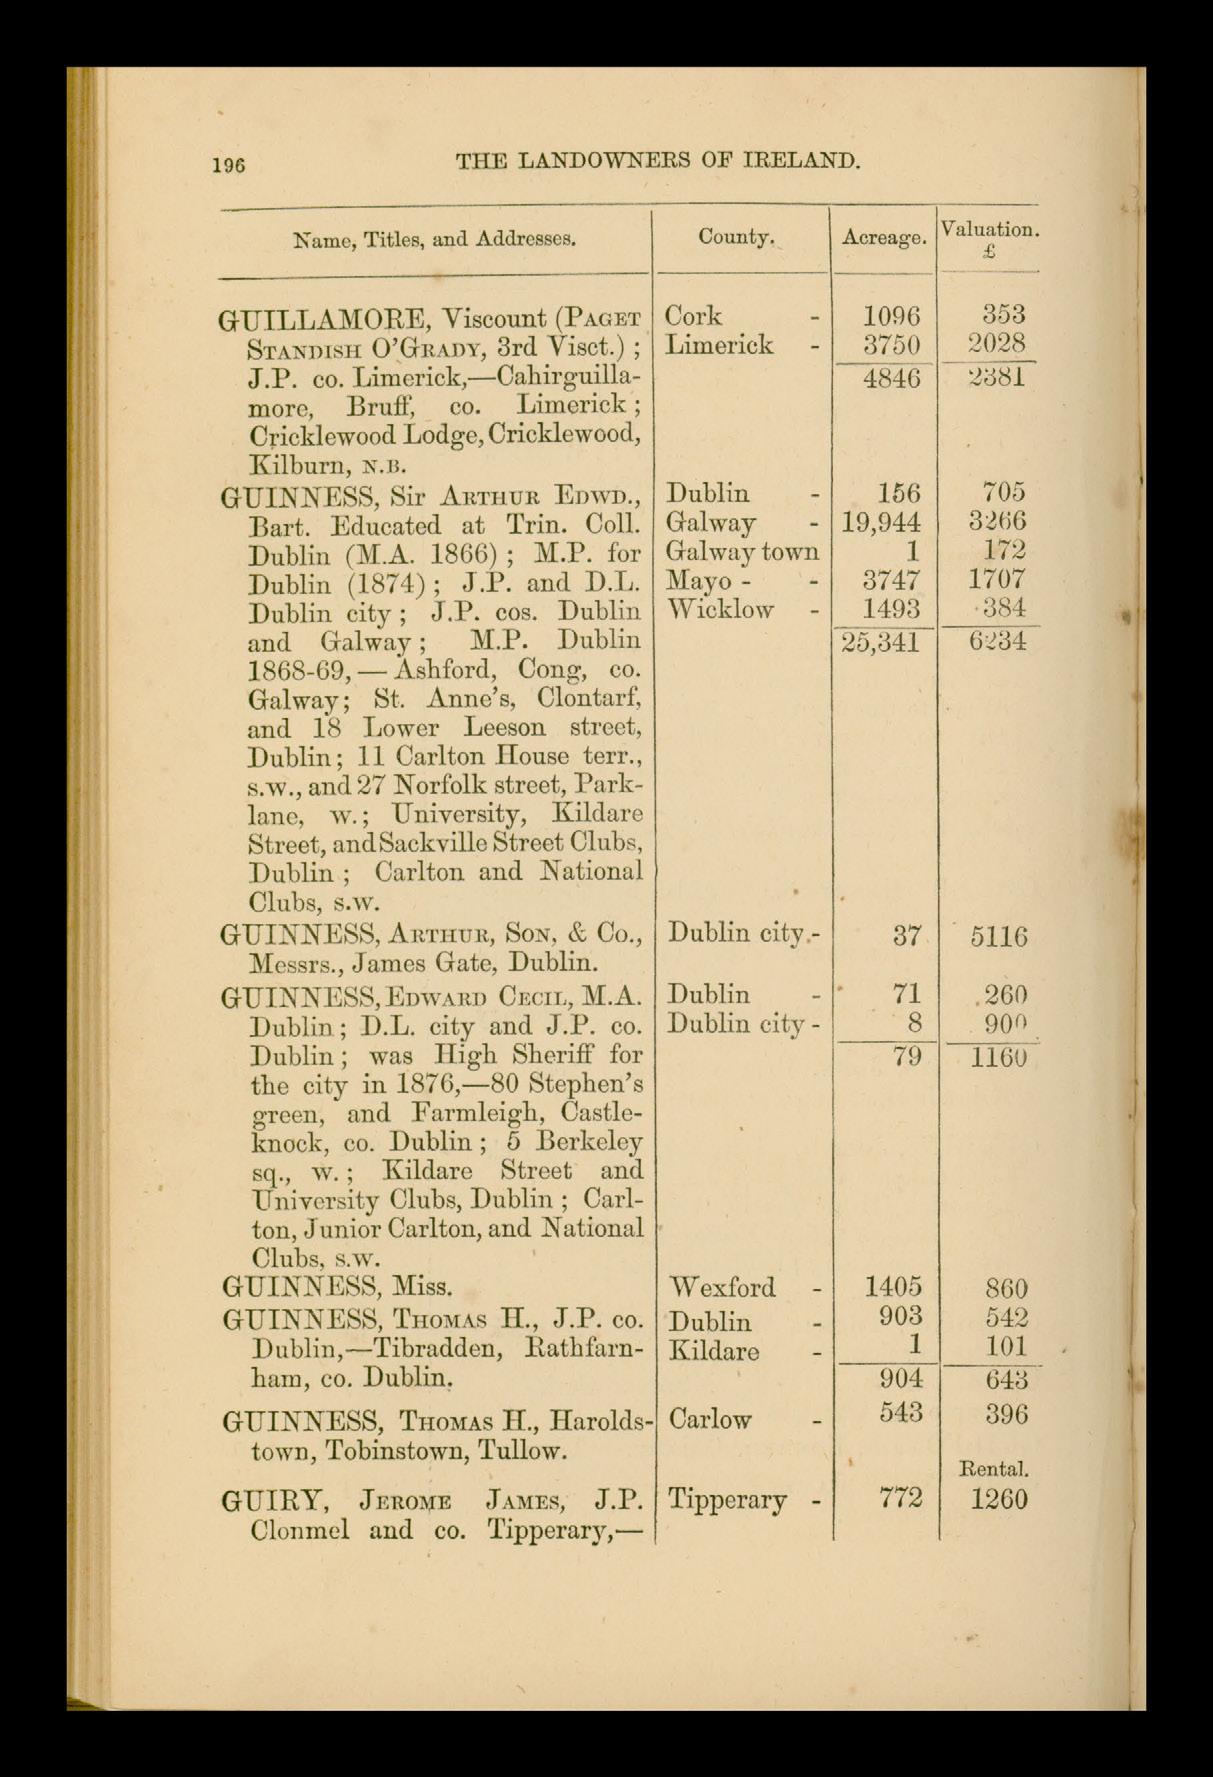 196 THE LANDOWNERS OF IRELAND.
Name, Titles, and Addresses. County. Acreage. Valuation. £
GUILLAMORE, Viscount (PAGET Cork - 1096 353
STANDISH O'GRADY, 3rd Visct.) ; Limerick - 3750 2028
J.P. co. Limerick,—Cahirguilla- 4846 2381
more, Bruff, co. Limerick ;
Cricklewood Lodge, Cricklewood,
Kilburn, N.B.
GUINNESS, Sir ARTHUR EDWD., Dublin - 156 705
Bart. Educated at Trin. Coll. Galway - 19,944 3266
Dublin (M.A. 1866) ; M.P. for Galway town 1 172
Dublin (1874) ; J.P. and D.L. Mayo - - 3747 1707
Dublin city ; J.P. cos. Dublin Wicklow - 1493 384
and Galway ; M.P. Dublin 25,341 6234
1868-69, — Ashford, Cong, co.
Galway; St. Anne's, Clontarf,
and 18 Lower Leeson street,
Dublin; 11 Carlton House terr.,
s.w., and 27 Norfolk street, Park-
lane, w.; University, Kildare
Street, and Sackville Street Clubs,
Dublin ; Carlton and National
Clubs, s.w.
GUINNESS, ARTHUR, SON, & Co., Dublin city - 37 5116
Messrs., James Gate, Dublin.
GUINNESS, EDWARD CECIL, M.A. Dublin - 71 260
Dublin ; D.L. city and J.P. co. Dublin city - 8 900
Dublin ; was High Sheriff for 79 1160
the city in 1876,—80 Stephen's
green, and Farmleigh, Castle-
knock, co. Dublin ; 5 Berkeley
sq., w. ; Kildare Street and
University Clubs, Dublin ; Carl-
ton, Junior Carlton, and National
Clubs, s.w.
GUINNESS, Miss. Wexford - 1405 860
GUINNESS, THOMAS H., J.P. co. Dublin - 903 542
Dublin,—Tibradden, Rathfarn- Kildare - 1 101
ham, co. Dublin. 904 643
GUINNESS, THOMAS H., Harolds- Carlow - 543 396
town, Tobinstown, Tullow.
Rental.
GUIRY, JEROME JAMES, J.P. Tipperary - 772 1260
Clonmel and co. Tipperary,—